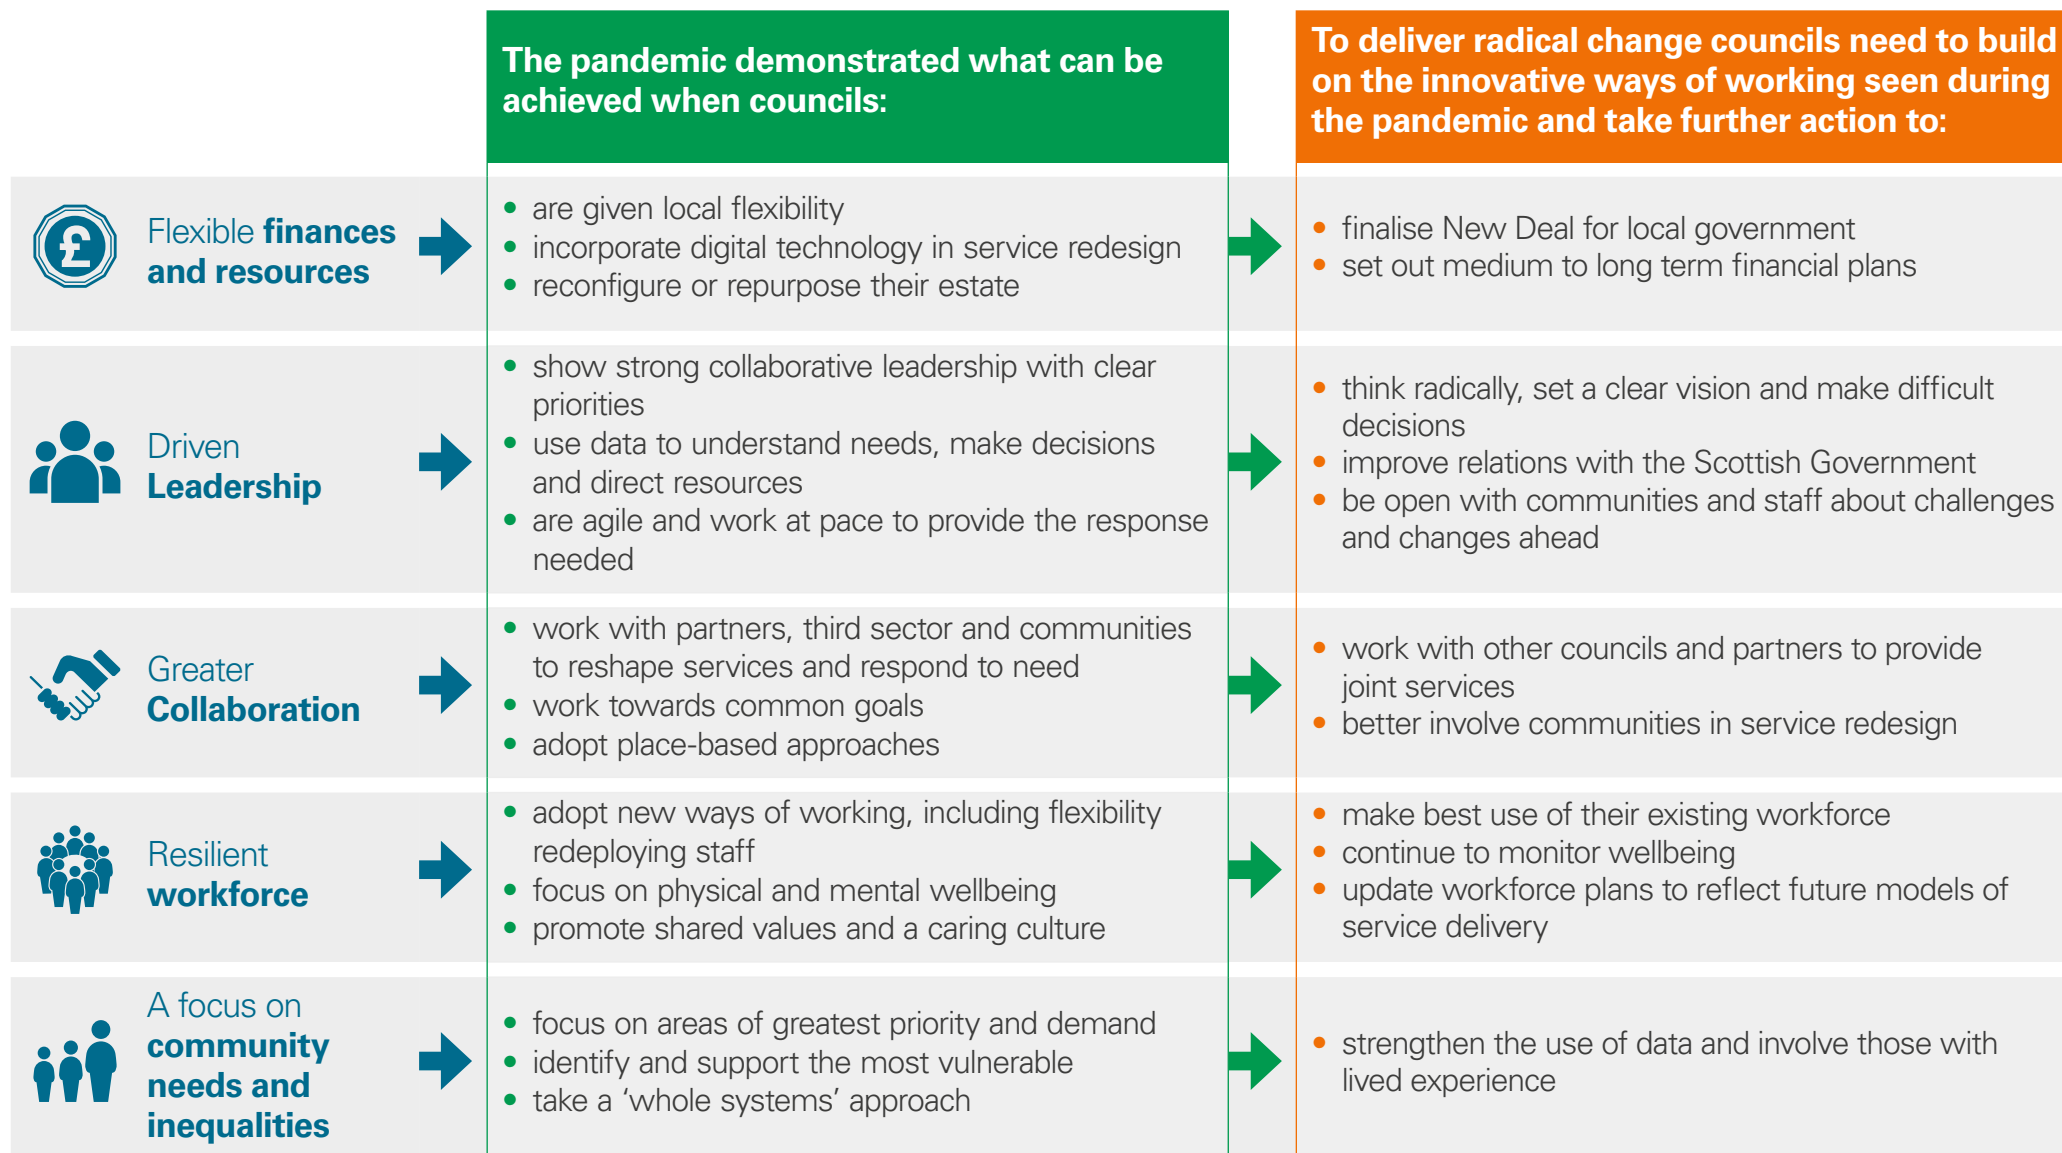 The pandemic demonstrated what can be
achieved when councils:
To deliver radical change councils need to build
on the innovative ways of working seen during
the pandemic and take further action to:
Flexible finances
and resources
• are given local flexibility
• incorporate digital technology in service redesign
• reconfigure or repurpose their estate
• finalise New Deal for local government
• set out medium to long term financial plans
Driven
Leadership
• show strong collaborative leadership with clear
priorities
• use data to understand needs, make decisions
and direct resources
• are agile and work at pace to provide the response
needed
• think radically, set a clear vision and make difficult
decisions
• improve relations with the Scottish Government
• be open with communities and staff about challenges
and changes ahead
Greater
Collaboration
• work with partners, third sector and communities
to reshape services and respond to need
• work towards common goals
• adopt place-based approaches
• work with other councils and partners to provide
joint services
• better involve communities in service redesign
Resilient
workforce
• adopt new ways of working, including flexibility
redeploying staff
• focus on physical and mental wellbeing
• promote shared values and a caring culture
• make best use of their existing workforce
• continue to monitor wellbeing
• update workforce plans to reflect future models of
service delivery
A focus on
community
needs and
inequalities
• focus on areas of greatest priority and demand
• identify and support the most vulnerable
• take a ‘whole systems’ approach
• strengthen the use of data and involve those with
lived experience